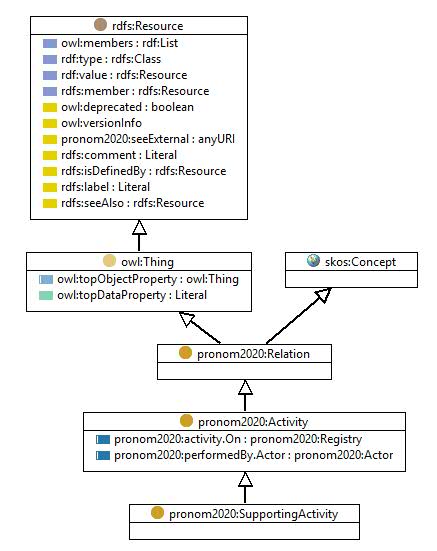 rdfs:Resource
owl:members : rdf:List
rdf:type : rdfs:Class
rdf:value : rdfs:Resource
rdfs:member : rdfs:Resource
owl:deprecated : boolean
owl:versionInfo
pronom2020:seeExternal : anyURI
rdfs:comment : Literal
rdfs:isDefinedBy : rdfs:Resource
rdfs:label : Literal
rdfs:seeAlso : rdfs:Resource
owl:Thing
owl:topObjectProperty : owl:Thing
owl:topDataProperty : Literal
skos:Concept
pronom2020:Relation
pronom2020:Activity
pronom2020:activity.On : pronom2020:Registry
pronom2020:performedBy.Actor : pronom2020:Actor
pronom2020:SupportingActivity